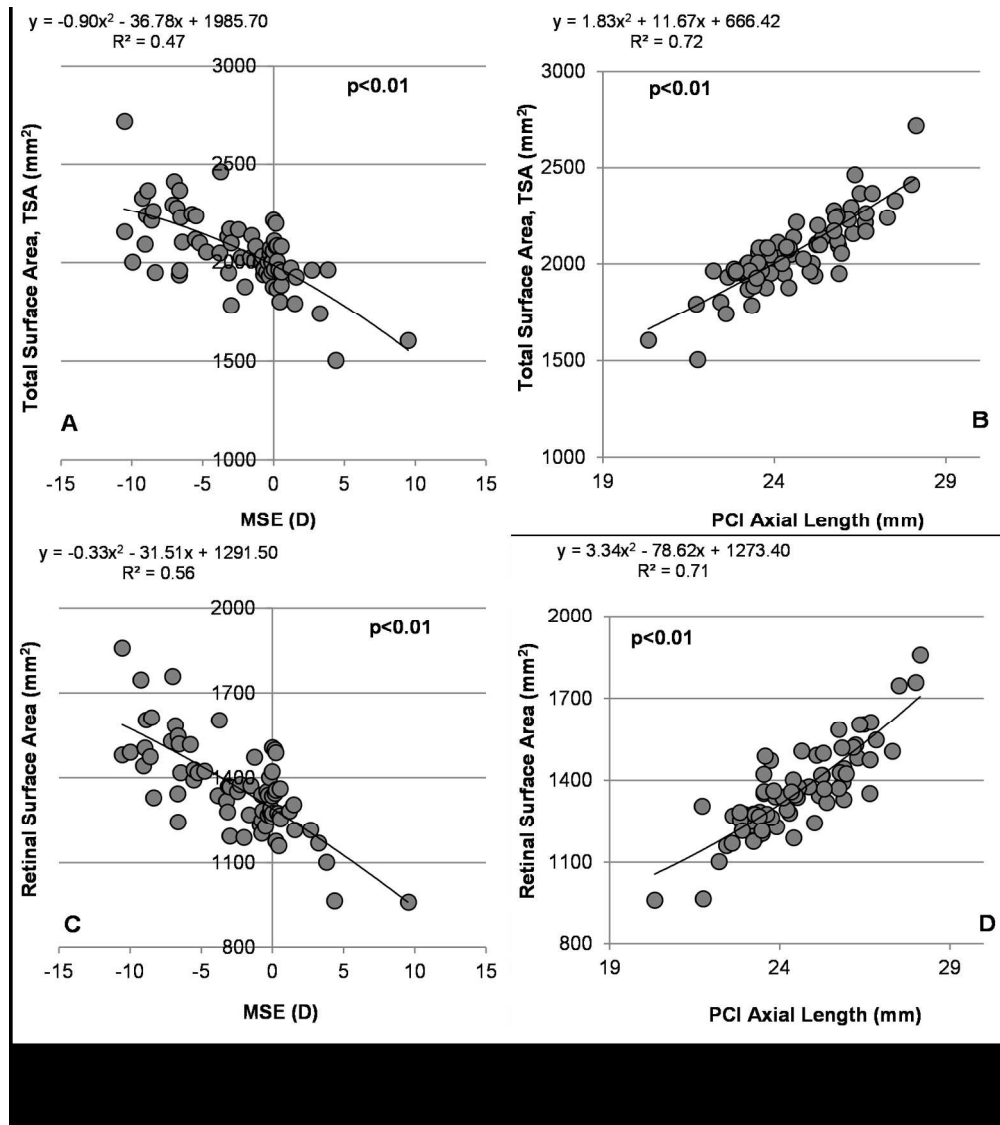 y = -0.90x² - 36.78x + 1985.70
R² = 0.47
p<0.01
Total Surface Area, TSA (mm²)
3000
2500
2000
1500
1000
A
-15 -10 -5 0 5 10 15
MSE (D)
y = 1.83x² + 11.67x + 666.42
R² = 0.72
p<0.01
Total Surface Area, TSA (mm²)
3000
2500
2000
1500
1000
B
19 24 29
PCI Axial Length (mm)
y = -0.33x² - 31.51x + 1291.50
R² = 0.56
p<0.01
Retinal Surface Area (mm²)
2000
1700
1400
1100
800
C
-15 -10 -5 0 5 10 15
MSE (D)
y = 3.34x² - 78.62x + 1273.40
R² = 0.71
p<0.01
Retinal Surface Area (mm²)
2000
1700
1400
1100
800
D
19 24 29
PCI Axial Length (mm)